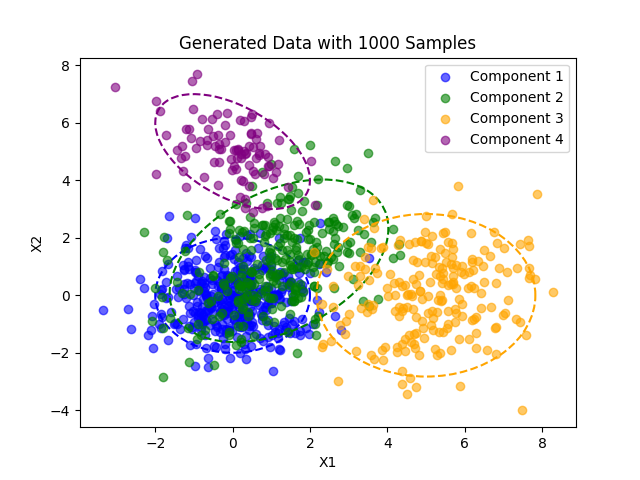 Generated Data with 1000 Samples
Component 1
Component 2
Component 3
Component 4
8
6
4
2
0
−2
−4
X2
−2 0 2 4 6 8
X1